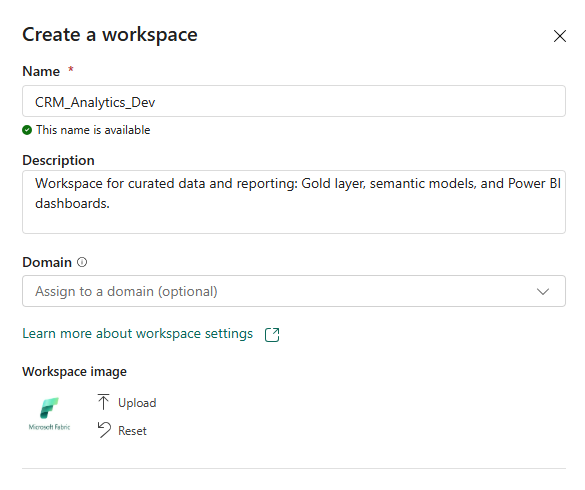 Create a workspace
Name *
CRM_Analytics_Dev
This name is available
Description
Workspace for curated data and reporting: Gold layer, semantic models, and Power BI
dashboards.
Domain
Assign to a domain (optional)
Learn more about workspace settings
Workspace image
Microsoft Fabric
Upload
Reset